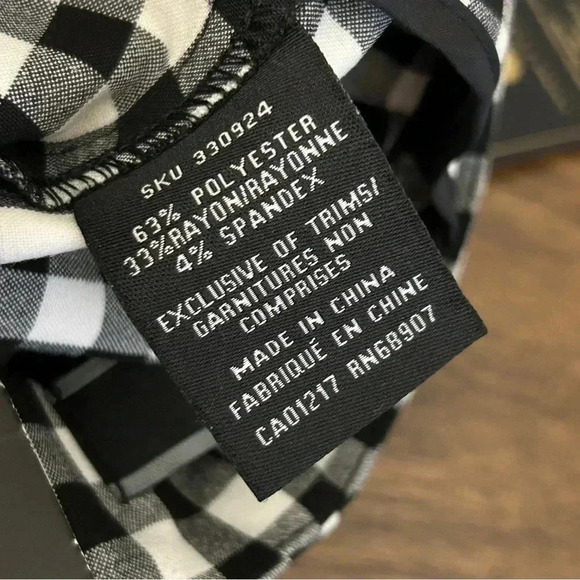 SKU 330924
63% POLYESTER
33%RAYON/RAYONNE
4% SPANDEX
EXCLUSIVE OF TRIMS/
GARNITURES NON
COMPRISES
MADE IN CHINA
FABRIQUÉ EN CHINE
CA01217 RN68907